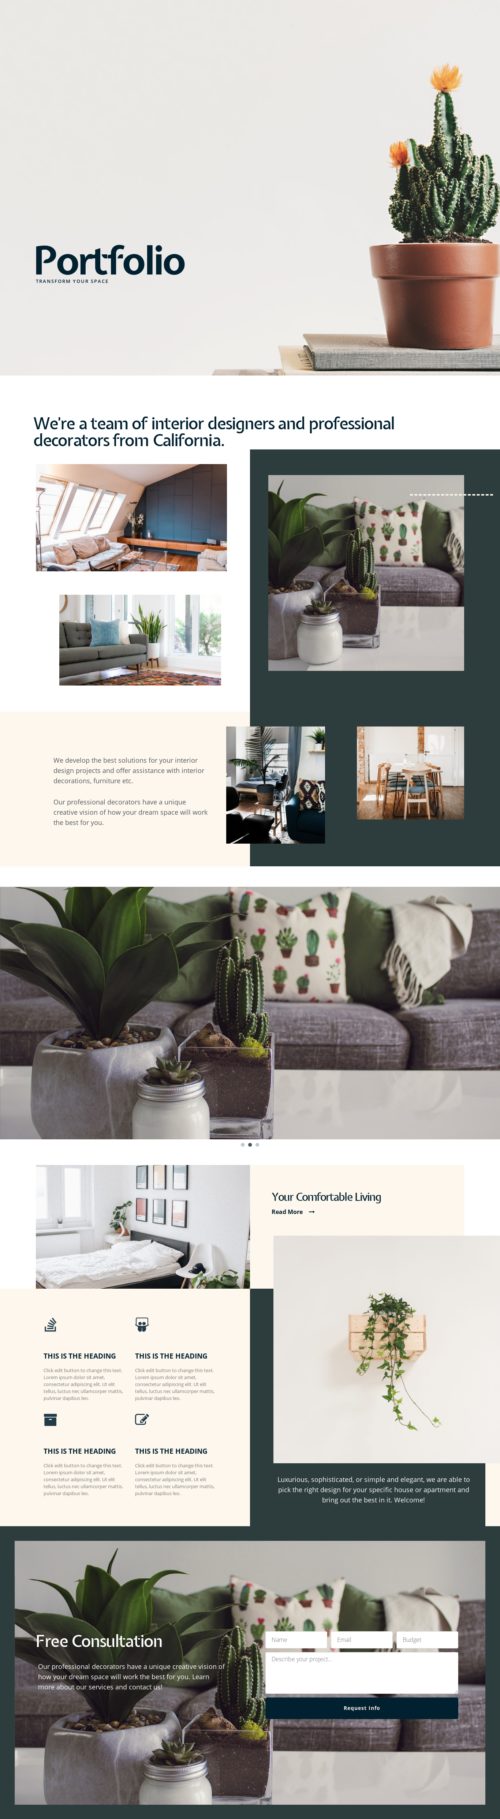 Portfolio
TRANSFORM YOUR SPACE
We're a team of interior designers and professional
decorators from California.
We develop the best solutions for your interior
design projects and offer assistance with interior
decorations, furniture etc.
Our professional decorators have a unique
creative vision of how your dream space will work
the best for you.
Your Comfortable Living
Read More →
THIS IS THE HEADING
Click edit button to change this text.
Lorem ipsum dolor sit amet,
consectetur adipiscing elit. Ut elit
tellus, luctus nec ullamcorper mattis,
pulvinar dapibus leo.
THIS IS THE HEADING
Click edit button to change this text.
Lorem ipsum dolor sit amet,
consectetur adipiscing elit. Ut elit
tellus, luctus nec ullamcorper mattis,
pulvinar dapibus leo.
THIS IS THE HEADING
Click edit button to change this text.
Lorem ipsum dolor sit amet,
consectetur adipiscing elit. Ut elit
tellus, luctus nec ullamcorper mattis,
pulvinar dapibus leo.
THIS IS THE HEADING
Click edit button to change this text.
Lorem ipsum dolor sit amet,
consectetur adipiscing elit. Ut elit
tellus, luctus nec ullamcorper mattis,
pulvinar dapibus leo.
Luxurious, sophisticated, or simple and elegant, we are able to
pick the right design for your specific house or apartment and
bring out the best in it. Welcome!
Free Consultation
Our professional decorators have a unique creative vision of
how your dream space will work the best for you. Learn
more about our services and contact us!
Name
Email
Budget
Describe your project...
Request Info